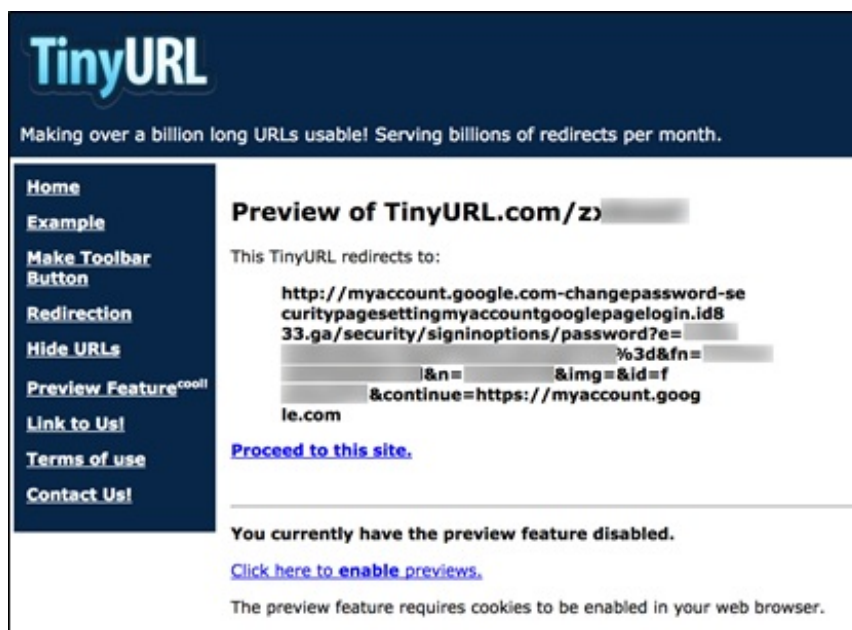 TinyURL
Making over a billion long URLs usable! Serving billions of redirects per month.
Home
Example
Make Toolbar
Button
Redirection
Hide URLs
Preview Feature cool!
Link to Us!
Terms of use
Contact Us!
Preview of TinyURL.com/zx
This TinyURL redirects to:
http://myaccount.google.com-changepassword-se
curitypagesettingmyaccountgooglepagelogin.id8
33.ga/security/signinoptions/password?e=
%3d&fn=
&n= &img=&id=f
&continue=https://myaccount.goog
le.com
Proceed to this site.
You currently have the preview feature disabled.
Click here to enable previews.
The preview feature requires cookies to be enabled in your web browser.